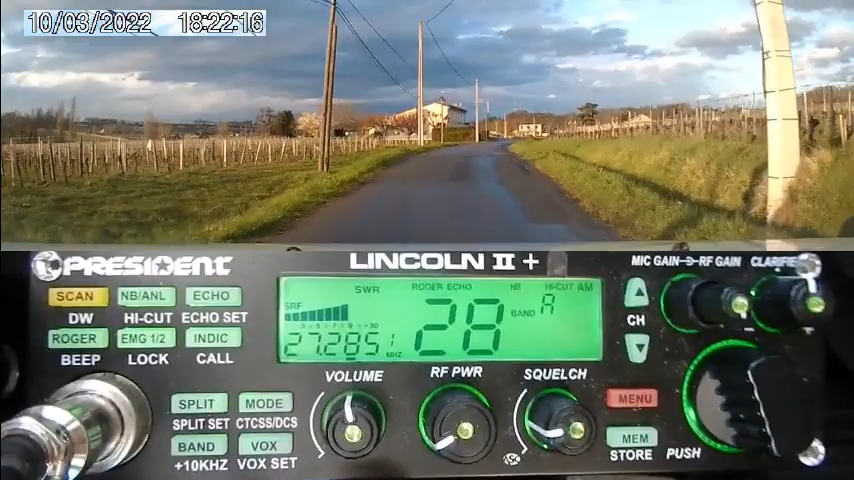 10/03/2022 18:22:16
PRESIDENT LINCOLN II + MIC GAIN RF GAIN CLARIFIER
SCAN NB/ANL ECHO
DW HI-CUT ECHO SET
ROGER EMG 1/2 INDIC
BEEP LOCK CALL
SWR ROGER ECHO NB HI-CUT AM
SRF
28 BAND A
27.285 MHZ
CH
SPLIT MODE
SPLIT SET CTCSS/DCS
BAND VOX
+10KHZ VOX SET
VOLUME RF PWR SQUELCH
ASC
MENU
MEM
STORE PUSH